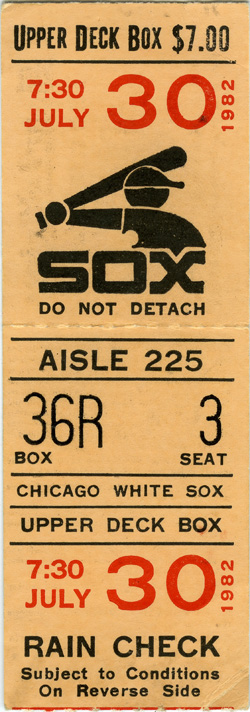 UPPER DECK BOX $7.00
7:30
JULY
30
1982
SOX
DO NOT DETACH
AISLE 225
36R 3
BOX SEAT
CHICAGO WHITE SOX
UPPER DECK BOX
7:30
JULY
30
1982
RAIN CHECK
Subject to Conditions
On Reverse Side